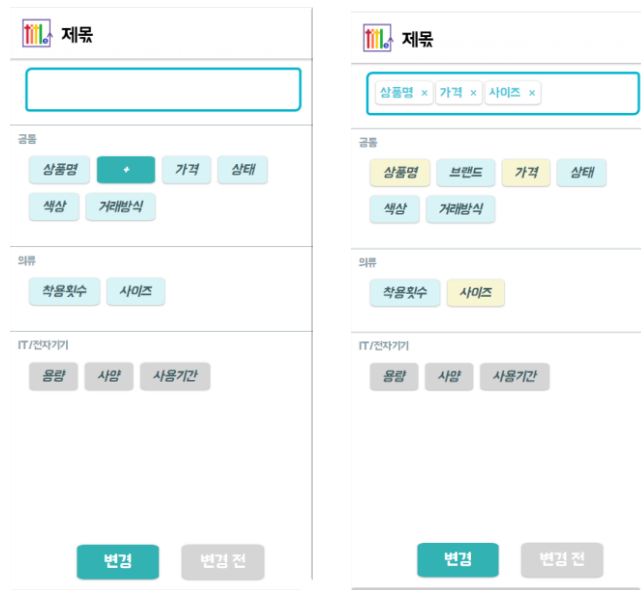 title 제목
공통
상품명 + 가격 상태
색상 거래방식
의류
착용횟수 사이즈
IT/전자기기
용량 사양 사용기간
변경 변경 전
title 제목
상품명 × 가격 × 사이즈 ×
공통
상품명 브랜드 가격 상태
색상 거래방식
의류
착용횟수 사이즈
IT/전자기기
용량 사양 사용기간
변경 변경 전